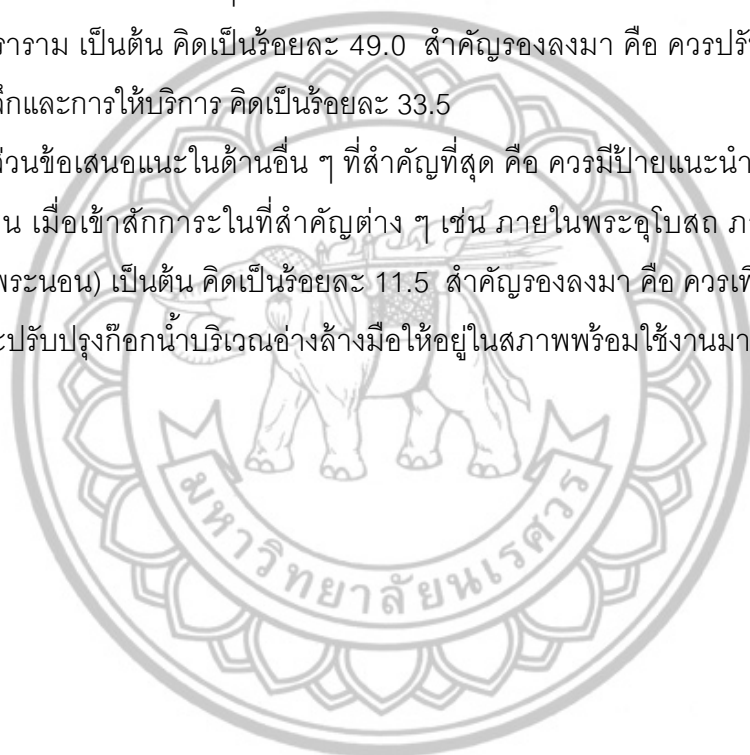 ราราม เป็นต้น คิดเป็นร้อยละ 49.0 สำคัญรองลงมา คือ ควรปรั
ึกและการให้บริการ คิดเป็นร้อยละ 33.5
ส่วนข้อเสนอแนะในด้านอื่น ๆ ที่สำคัญที่สุด คือ ควรมีป้ายแนะนำ
น เมื่อเข้าสักการะในที่สำคัญต่าง ๆ เช่น ภายในพระอุโบสถ ภ
พระนอน) เป็นต้น คิดเป็นร้อยละ 11.5 สำคัญรองลงมา คือ ควรเพิ
ะปรับปรุงก๊อกน้ำบริเวณอ่างล้างมือให้อยู่ในสภาพพร้อมใช้งานมา
มหาวิทยาลัยนเรศวร